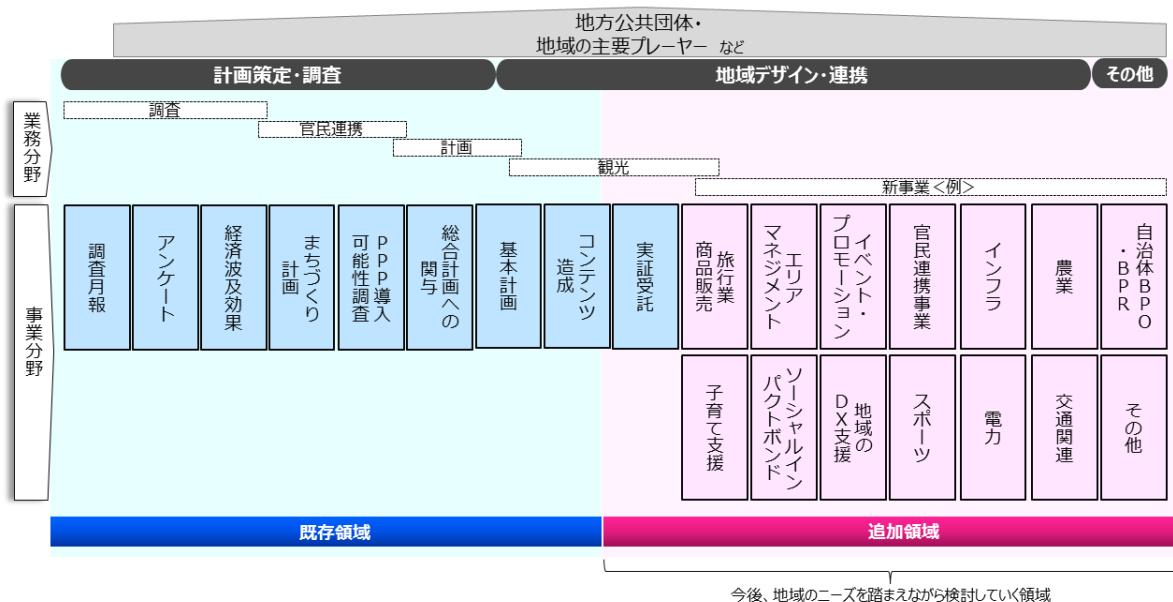 地方公共団体・
地域の主要プレーヤー など
計画策定・調査
地域デザイン・連携
その他
業務分野
調査
官民連携
計画
観光
新事業<例>
事業分野
調査月報
アンケート
経済波及効果
まちづくり
計画
PPP導入
可能性調査
総合計画への
関与
基本計画
コンテンツ
造成
実証受託
旅行業
商品販売
エリア
マネジメント
イベント・
プロモーション
官民連携事業
インフラ
農業
自治体BPO
・BPR
子育て支援
ソーシャルイン
パクトボンド
地域の
DX支援
スポーツ
電力
交通関連
その他
既存領域
追加領域
今後、地域のニーズを踏まえながら検討していく領域